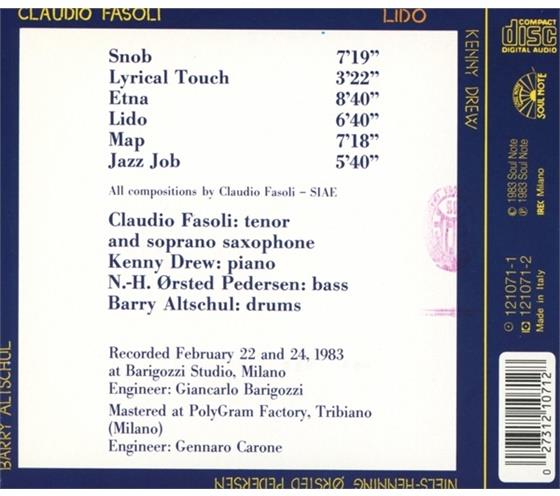 CLAUDIO FASOLI
LIDO
Snob 7'19"
Lyrical Touch 3'22"
Etna 8'40"
Lido 6'40"
Map 7'18"
Jazz Job 5'40"
All compositions by Claudio Fasoli – SIAE
Claudio Fasoli: tenor
and soprano saxophone
Kenny Drew: piano
N.-H. Ørsted Pedersen: bass
Barry Altschul: drums
Recorded February 22 and 24, 1983
at Barigozzi Studio, Milano
Engineer: Giancarlo Barigozzi
Mastered at PolyGram Factory, Tribiano
(Milano)
Engineer: Gennaro Carone
KENNY DREW
NIELS-HENNING ØRSTED PEDERSEN
BARRY ALTSCHUL
COMPACT
disc
DIGITAL AUDIO
SOUL NOTE
© 1983 Soul Note
℗ 1983 Soul Note
IREC Milano
121071-1
121071-2
Made in Italy
0 27312 10712